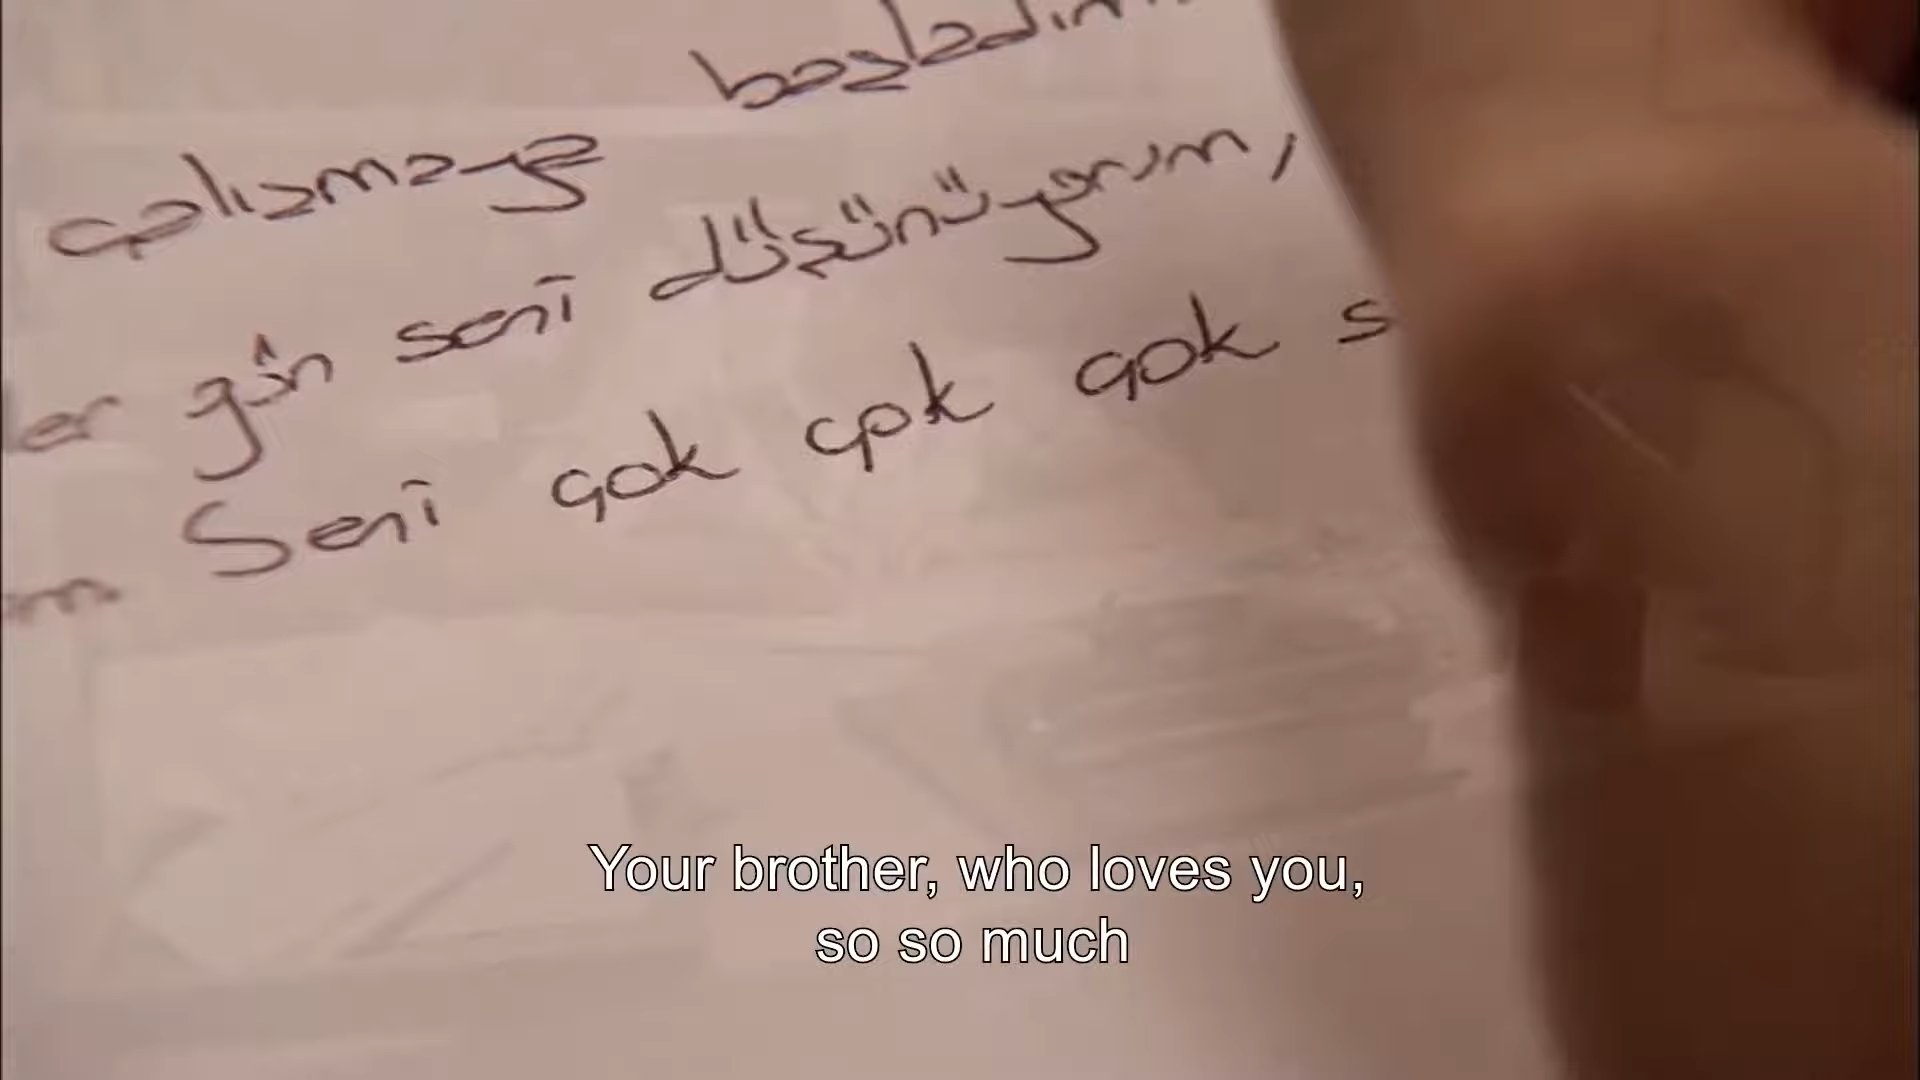 çalışmaya başladım
her gün seni düşünüyorum,
m Seni çok çok çok s
Your brother, who loves you,
so so much